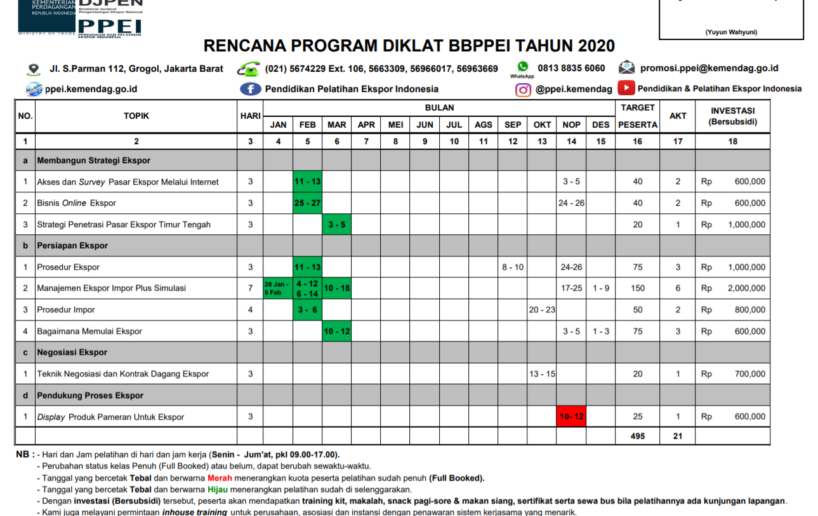 KEMENTERIAN
PERDAGANGAN
REPUBLIK INDONESIA
MINISTRY OF TRADE
DJPEN
Direktorat Jenderal
Pengembangan Ekspor Nasional
PPEI
PENDIDIKAN DAN PELATIHAN
EKSPOR INDONESIA
(Yuyun Wahyuni)
RENCANA PROGRAM DIKLAT BBPPEI TAHUN 2020
Jl. S.Parman 112, Grogol, Jakarta Barat (021) 5674229 Ext. 106, 5663309, 56966017, 56963669 WhatsApp 0813 8835 6060 promosi.ppei@kemendag.go.id
ppei.kemendag.go.id Pendidikan Pelatihan Ekspor Indonesia @ppei.kemendag Pendidikan & Pelatihan Ekspor Indonesia
NO. TOPIK HARI BULAN TARGET PESERTA AKT INVESTASI (Bersubsidi)
JAN FEB MAR APR MEI JUN JUL AGS SEP OKT NOP DES
1 2 3 4 5 6 7 8 9 10 11 12 13 14 15 16 17 18
a Membangun Strategi Ekspor
1 Akses dan Survey Pasar Ekspor Melalui Internet 3 11 - 13 3 - 5 40 2 Rp 600,000
2 Bisnis Online Ekspor 3 25 - 27 24 - 26 40 2 Rp 600,000
3 Strategi Penetrasi Pasar Ekspor Timur Tengah 3 3 - 5 20 1 Rp 1,000,000
b Persiapan Ekspor
1 Prosedur Ekspor 3 11 - 13 8 - 10 24-26 75 3 Rp 1,000,000
2 Manajemen Ekspor Impor Plus Simulasi 7 Jan - Feb 4 - 12 6 - 14 10 - 18 17-25 1 - 9 150 6 Rp 2,000,000
3 Prosedur Impor 4 3 - 6 20 - 23 50 2 Rp 800,000
4 Bagaimana Memulai Ekspor 3 10 - 12 3 - 5 1 - 3 75 3 Rp 600,000
c Negosiasi Ekspor
1 Teknik Negosiasi dan Kontrak Dagang Ekspor 3 13 - 15 20 1 Rp 700,000
d Pendukung Proses Ekspor
1 Display Produk Pameran Untuk Ekspor 3 10- 12 25 1 Rp 600,000
495 21
NB : - Hari dan Jam pelatihan di hari dan jam kerja (Senin - Jum'at, pkl 09.00-17.00).
- Perubahan status kelas Penuh (Full Booked) atau belum, dapat berubah sewaktu-waktu.
- Tanggal yang bercetak Tebal dan berwarna Merah menerangkan kuota peserta pelatihan sudah penuh (Full Booked).
- Tanggal yang bercetak Tebal dan berwarna Hijau menerangkan pelatihan sudah di selenggarakan.
- Dengan investasi (Bersubsidi) tersebut, peserta akan mendapatkan training kit, makalah, snack pagi-sore & makan siang, sertifikat serta sewa bus bila pelatihannya ada kunjungan lapangan.
- Kami juga melayani permintaan inhouse training untuk perusahaan, asosiasi dan instansi dengan penawaran sistem kerjasama yang menarik.